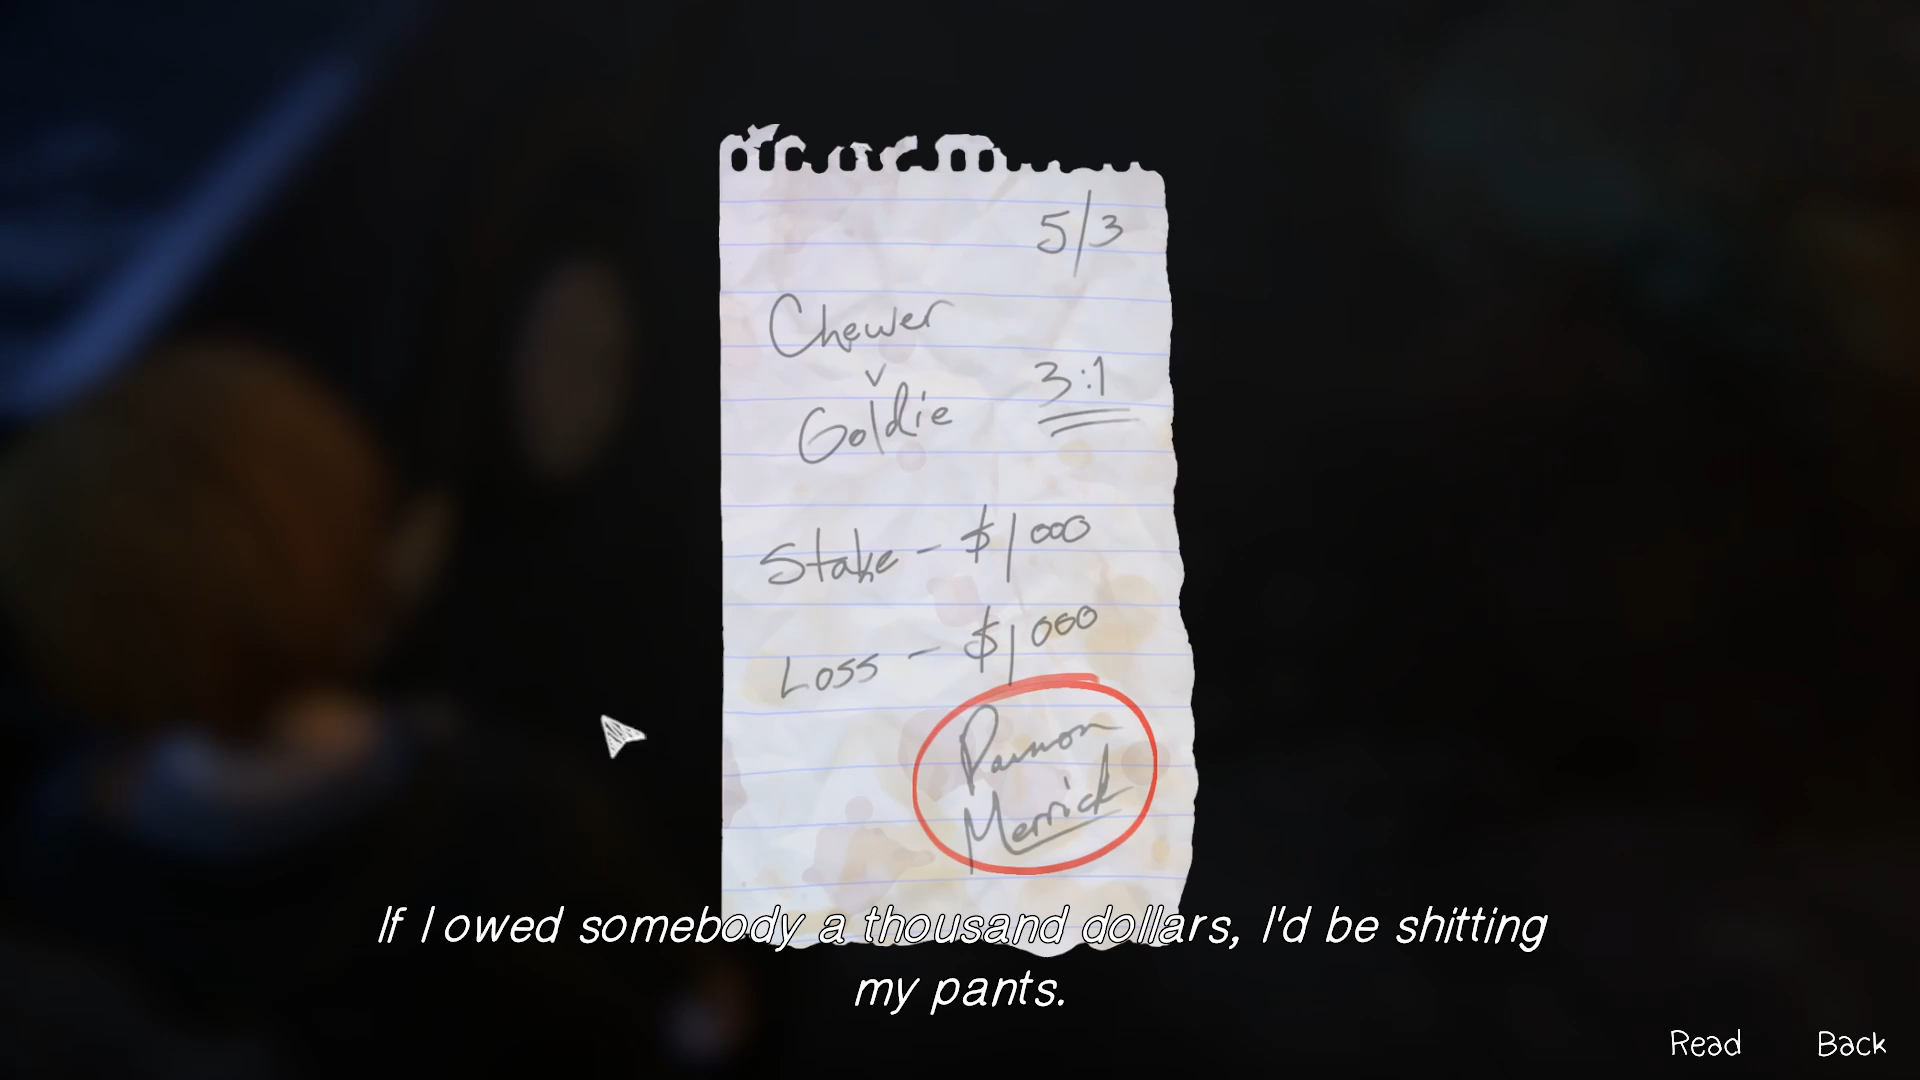 5/3
Chewer
v
Goldie 3:1
Stake - $1000
Loss - $1000
Damon
Merrick
If I owed somebody a thousand dollars, I'd be shitting
my pants.
Read Back